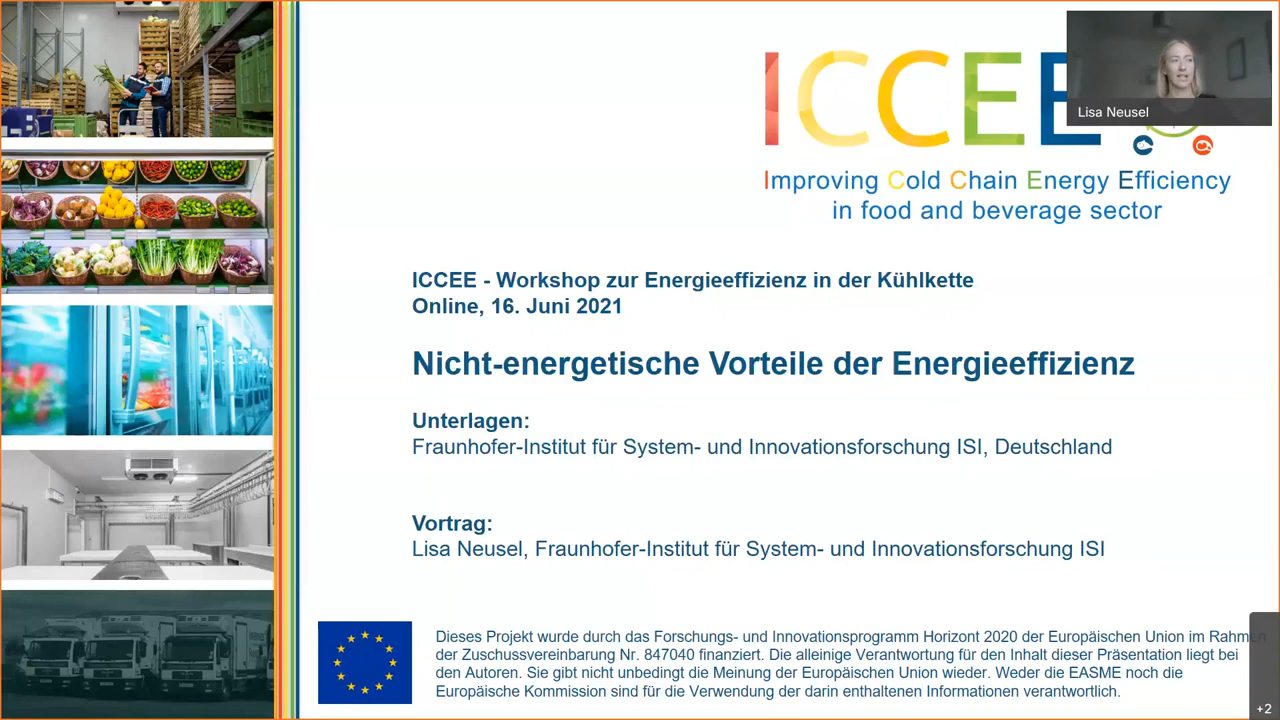 ICCEE
Lisa Neusel
Improving Cold Chain Energy Efficiency
in food and beverage sector
ICCEE - Workshop zur Energieeffizienz in der Kühlkette
Online, 16. Juni 2021
Nicht-energetische Vorteile der Energieeffizienz
Unterlagen:
Fraunhofer-Institut für System- und Innovationsforschung ISI, Deutschland
Vortrag:
Lisa Neusel, Fraunhofer-Institut für System- und Innovationsforschung ISI
Dieses Projekt wurde durch das Forschungs- und Innovationsprogramm Horizont 2020 der Europäischen Union im Rahmen
der Zuschussvereinbarung Nr. 847040 finanziert. Die alleinige Verantwortung für den Inhalt dieser Präsentation liegt bei
den Autoren. Sie gibt nicht unbedingt die Meinung der Europäischen Union wieder. Weder die EASME noch die
Europäische Kommission sind für die Verwendung der darin enthaltenen Informationen verantwortlich.
+2